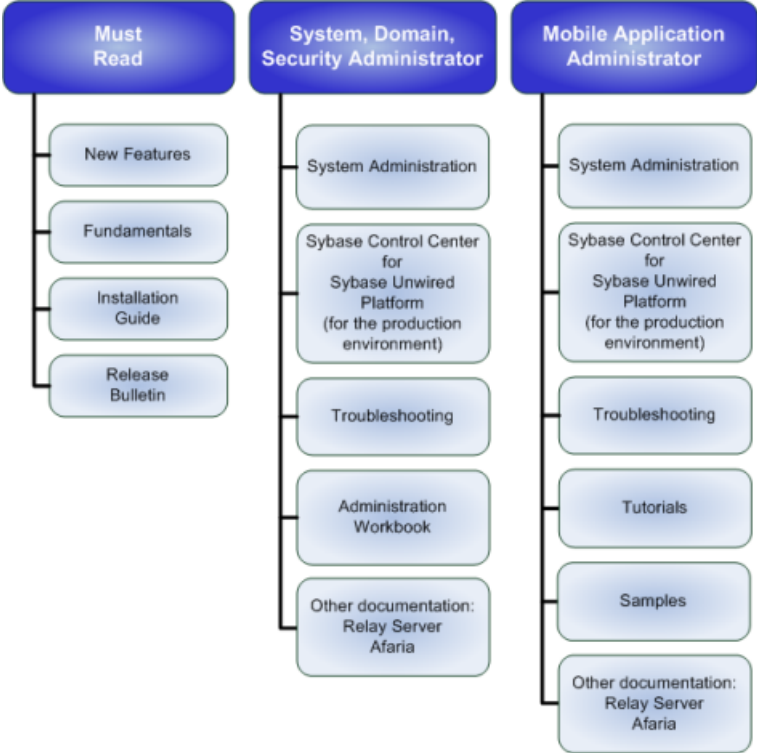 Must
Read
New Features
Fundamentals
Installation
Guide
Release
Bulletin
System, Domain,
Security Administrator
System Administration
Sybase Control Center
for
Sybase Unwired
Platform
(for the production
environment)
Troubleshooting
Administration
Workbook
Other documentation:
Relay Server
Afaria
Mobile Application
Administrator
System Administration
Sybase Control Center
for
Sybase Unwired
Platform
(for the production
environment)
Troubleshooting
Tutorials
Samples
Other documentation:
Relay Server
Afaria